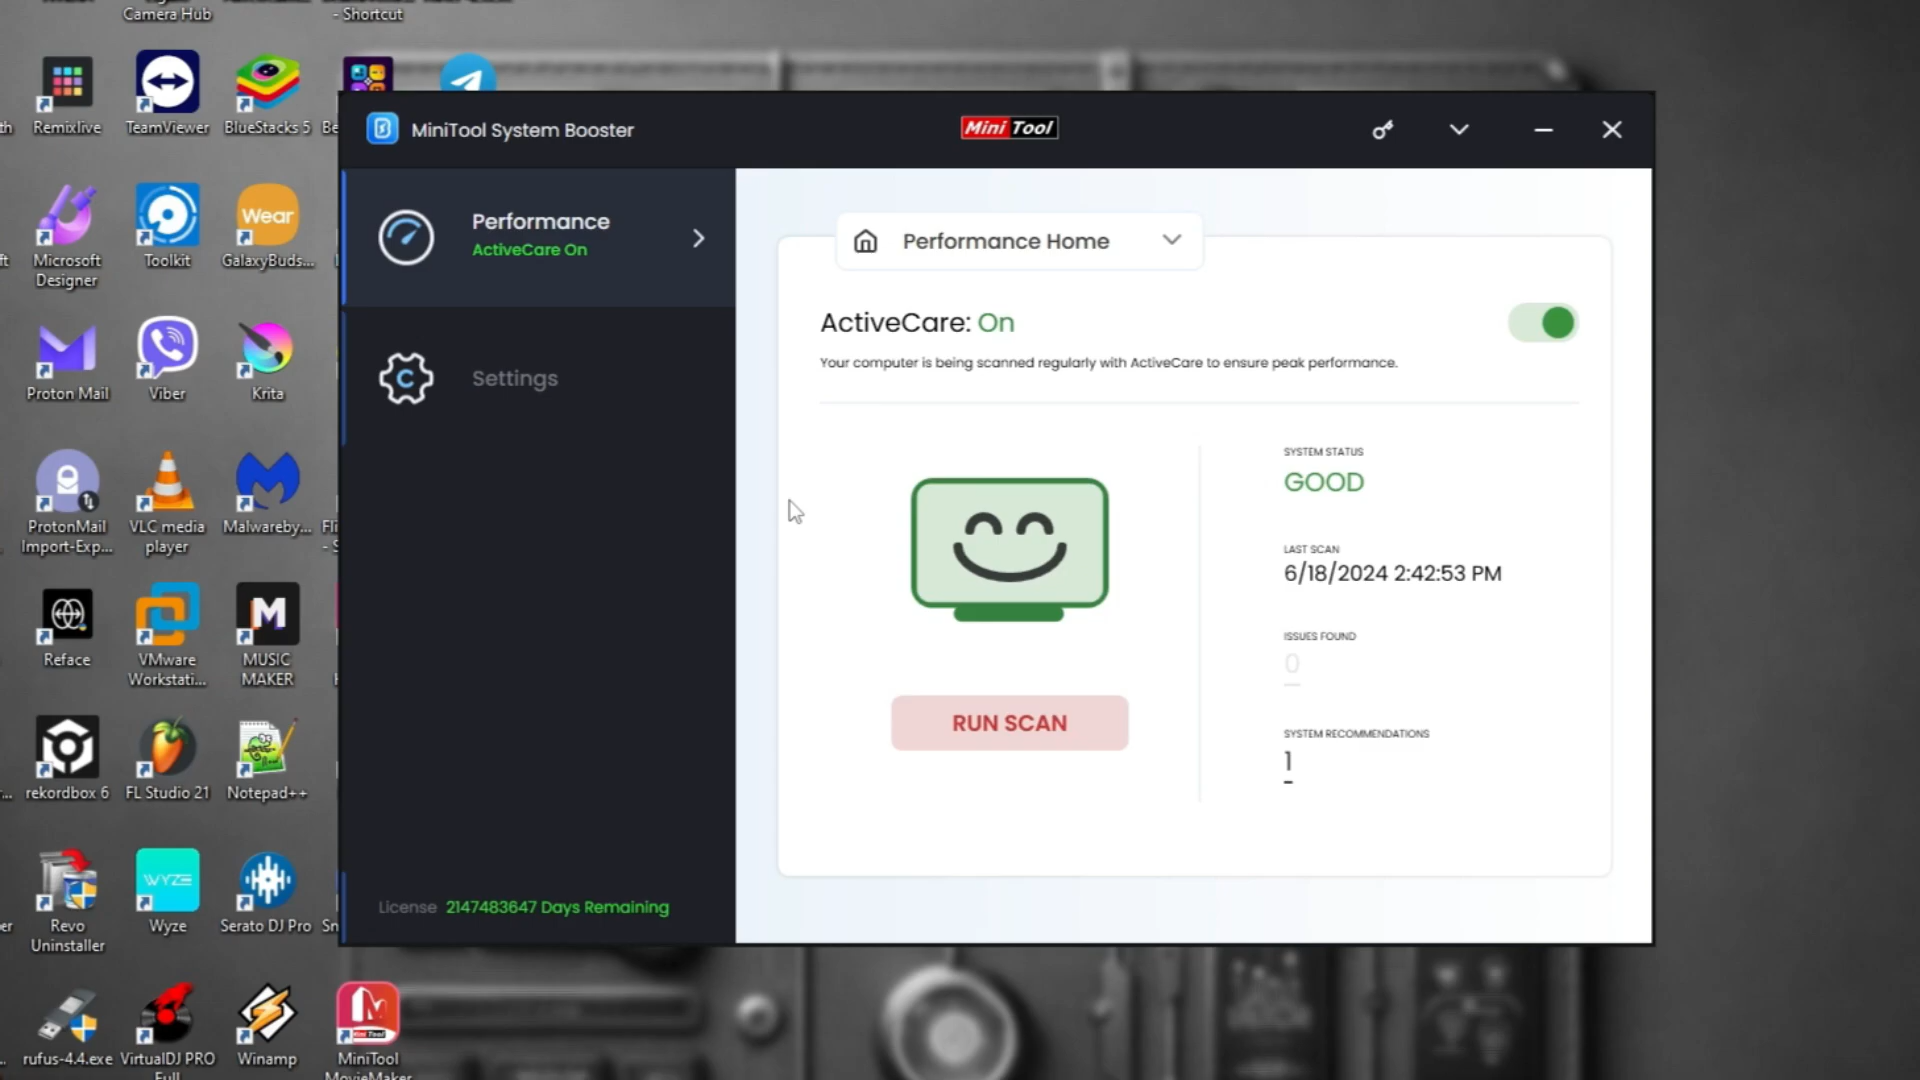 Camera Hub
- Shortcut
Remixlive
TeamViewer
BlueStacks 5
Microsoft
Designer
Toolkit
Wear
GalaxyBuds...
Proton Mail
Viber
Krita
ProtonMail
Import-Exp...
VLC media
player
Malwareby...
Reface
VMware
Workstati...
MUSIC
MAKER
rekordbox 6
FL Studio 21
Notepad++
Revo
Uninstaller
WYZE
Wyze
Serato DJ Pro
rufus-4.4.exe
VirtualDJ PRO
Full
Winamp
Mini Tool
MiniTool
MovieMaker
MiniTool System Booster
Mini Tool
Performance
ActiveCare On
Settings
License 2147483647 Days Remaining
Performance Home
ActiveCare: On
Your computer is being scanned regularly with ActiveCare to ensure peak performance.
RUN SCAN
SYSTEM STATUS
GOOD
LAST SCAN
6/18/2024 2:42:53 PM
ISSUES FOUND
0
SYSTEM RECOMMENDATIONS
1